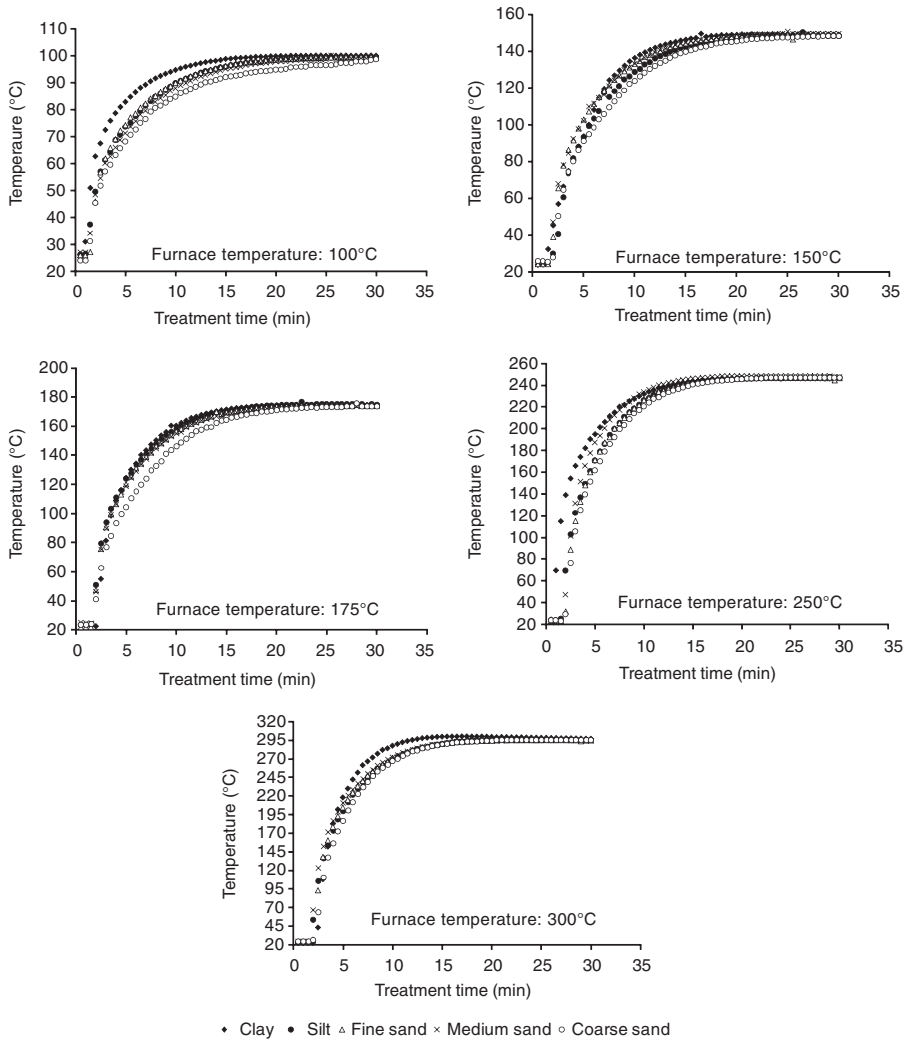 110
100
90
80
70
60
50
40
30
20
Temperaure (°C)
Furnace temperature: 100°C
0 5 10 15 20 25 30 35
Treatment time (min)
160
140
120
100
80
60
40
20
Temperaure (°C)
Furnace temperature: 150°C
0 5 10 15 20 25 30 35
Treatment time (min)
200
180
160
140
120
100
80
60
40
20
Temperature (°C)
Furnace temperature: 175°C
0 5 10 15 20 25 30 35
Treatment time (min)
260
240
220
200
180
160
140
120
100
80
60
40
20
Temperature (°C)
Furnace temperature: 250°C
0 5 10 15 20 25 30 35
Treatment time (min)
320
295
270
245
220
195
170
145
120
95
70
45
20
Temperature (°C)
Furnace temperature: 300°C
0 5 10 15 20 25 30 35
Treatment time (min)
Clay Silt Fine sand Medium sand Coarse sand